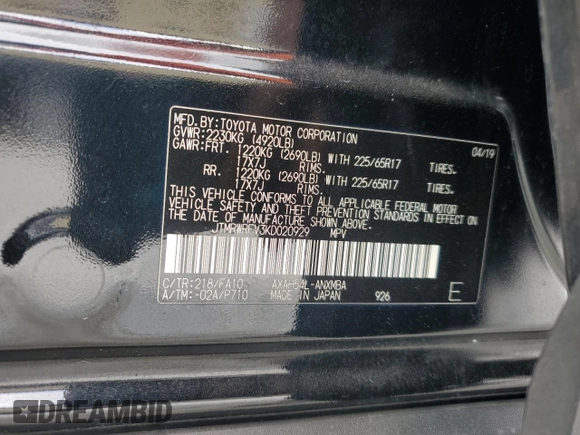 MFD.BY:TOYOTA MOTOR CORPORATION 04/19
GVWR:2230KG (4920LB)
GAWR:FRT. 1220KG (2690LB) WITH 225/65R17 TIRES.
17X7J RIMS.
RR. 1220KG (2690LB) WITH 225/65R17 TIRES.
17X7J RIMS.
THIS VEHICLE CONFORMS TO ALL APPLICABLE FEDERAL MOTOR
VEHICLE SAFETY AND THEFT PREVENTION STANDARDS IN EFFECT
ON THE DATE OF MANUFACTURE SHOWN ABOVE.
JTMRWRFV3KD020929 MPV
C/TR:218/FA10 AXAH54L-ANXMBA
A/TM:-02A/P710 MADE IN JAPAN 926 E
DREAMBID